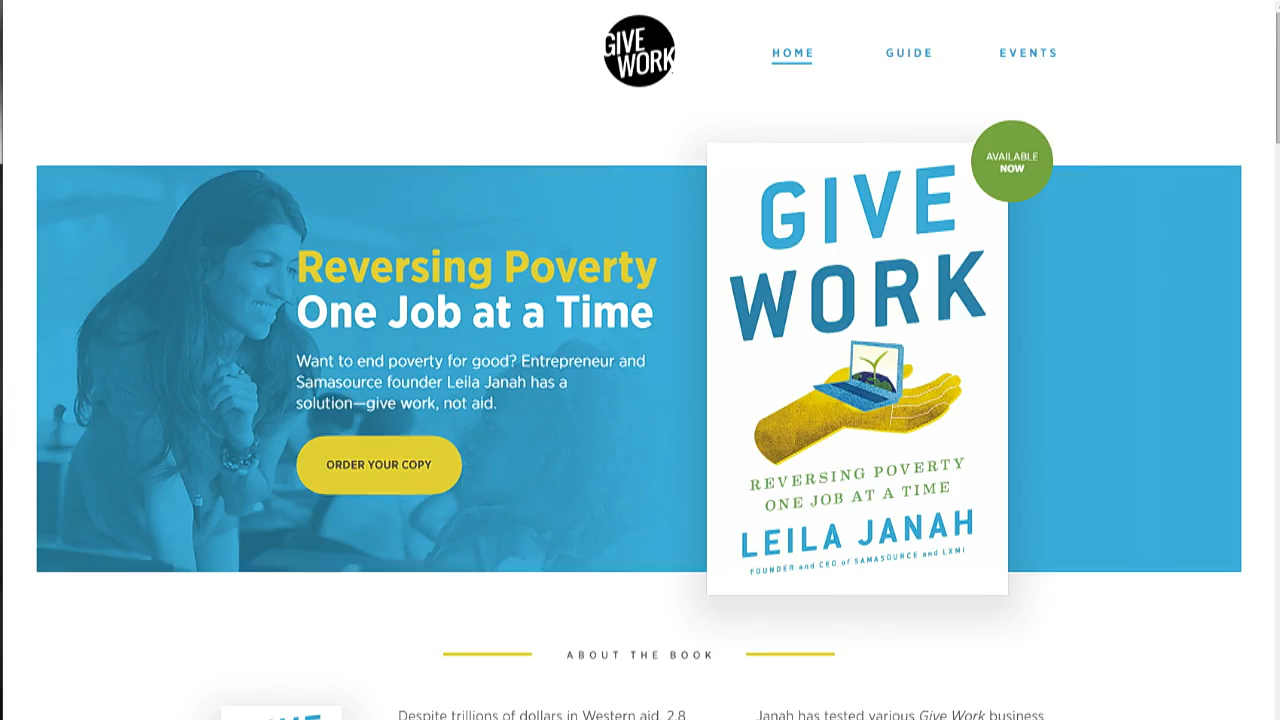 GIVE
WORK
HOME
GUIDE
EVENTS
AVAILABLE
NOW
Reversing Poverty
One Job at a Time
Want to end poverty for good? Entrepreneur and
Samasource founder Leila Janah has a
solution—give work, not aid.
ORDER YOUR COPY
GIVE
WORK
REVERSING POVERTY
ONE JOB AT A TIME
LEILA JANAH
FOUNDER and CEO of SAMASOURCE and LXMI
ABOUT THE BOOK
Despite trillions of dollars in Western aid, 2.8
Janah has tested various Give Work business